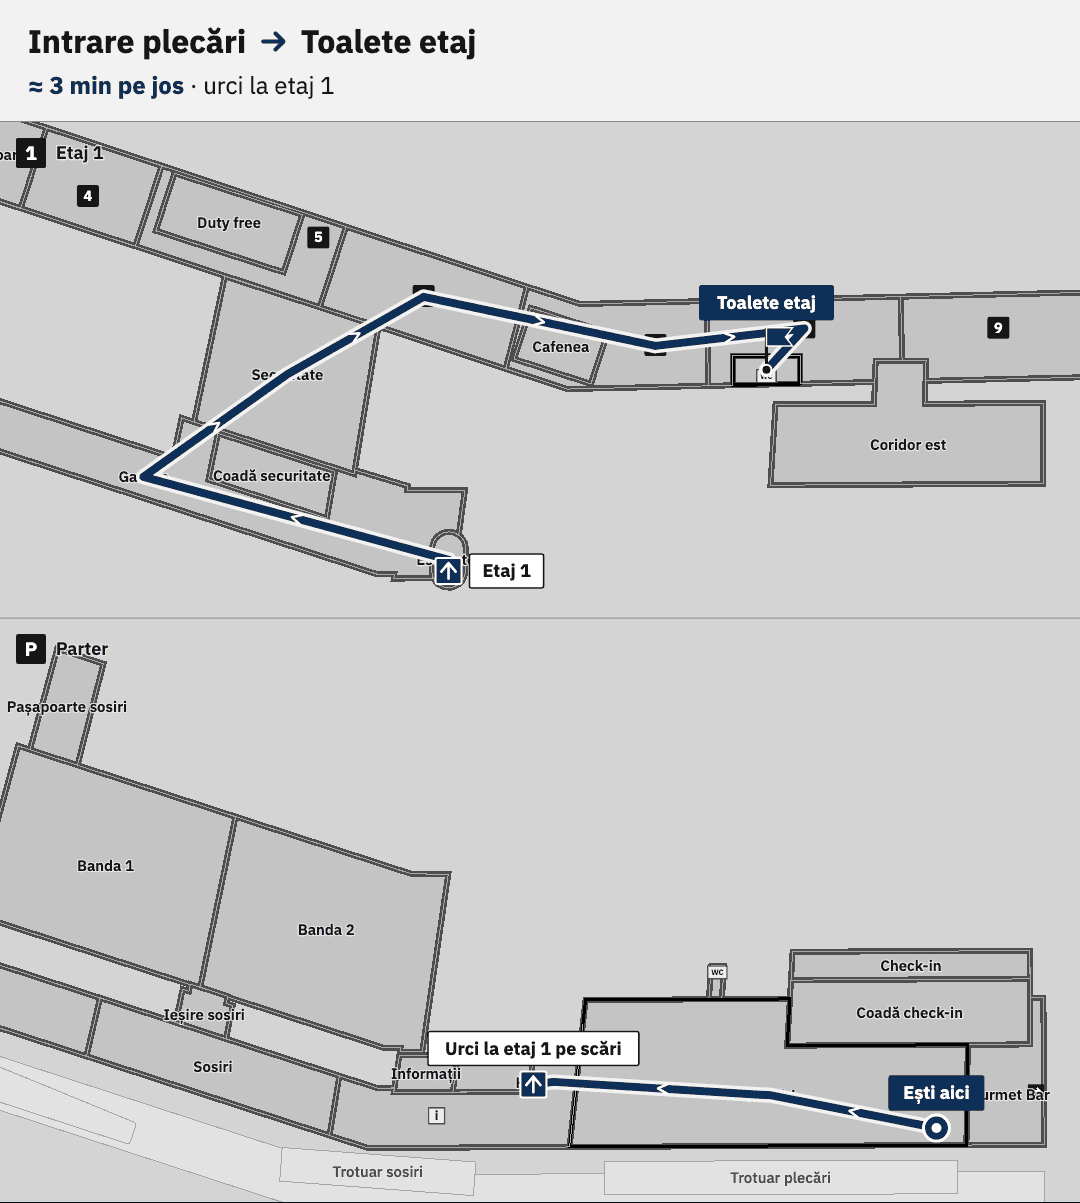 Intrare plecări → Toalete etaj
≈ 3 min pe jos · urci la etaj 1
1 Etaj 1
4
Duty free
5
Toalete etaj
9
Cafenea
wc
Coridor est
Coadă securitate
Etaj 1
P Parter
Pașapoarte sosiri
Banda 1
Banda 2
Check-in
wc
Coadă check-in
Ieșire sosiri
Urci la etaj 1 pe scări
Sosiri
Informații
Ești aici
Bar
i
Trotuar sosiri
Trotuar plecări